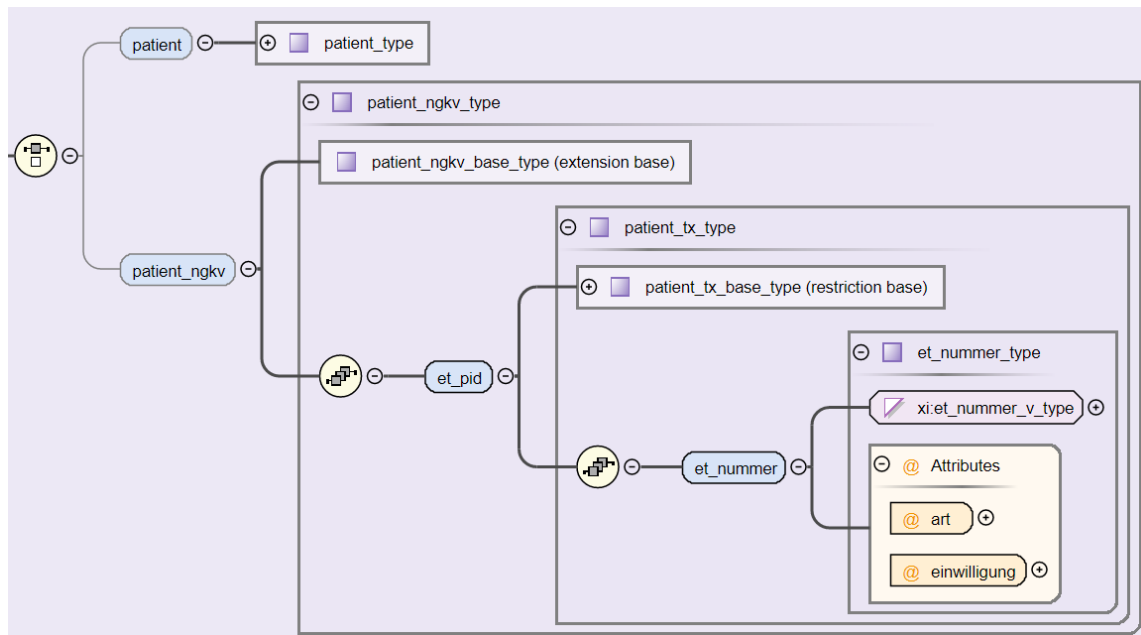 patient
patient_type
patient_ngkv_type
patient_ngkv_base_type (extension base)
patient_tx_type
patient_ngkv
patient_tx_base_type (restriction base)
et_nummer_type
et_pid
xi:et_nummer_v_type
@ Attributes
et_nummer
@ art
@ einwilligung